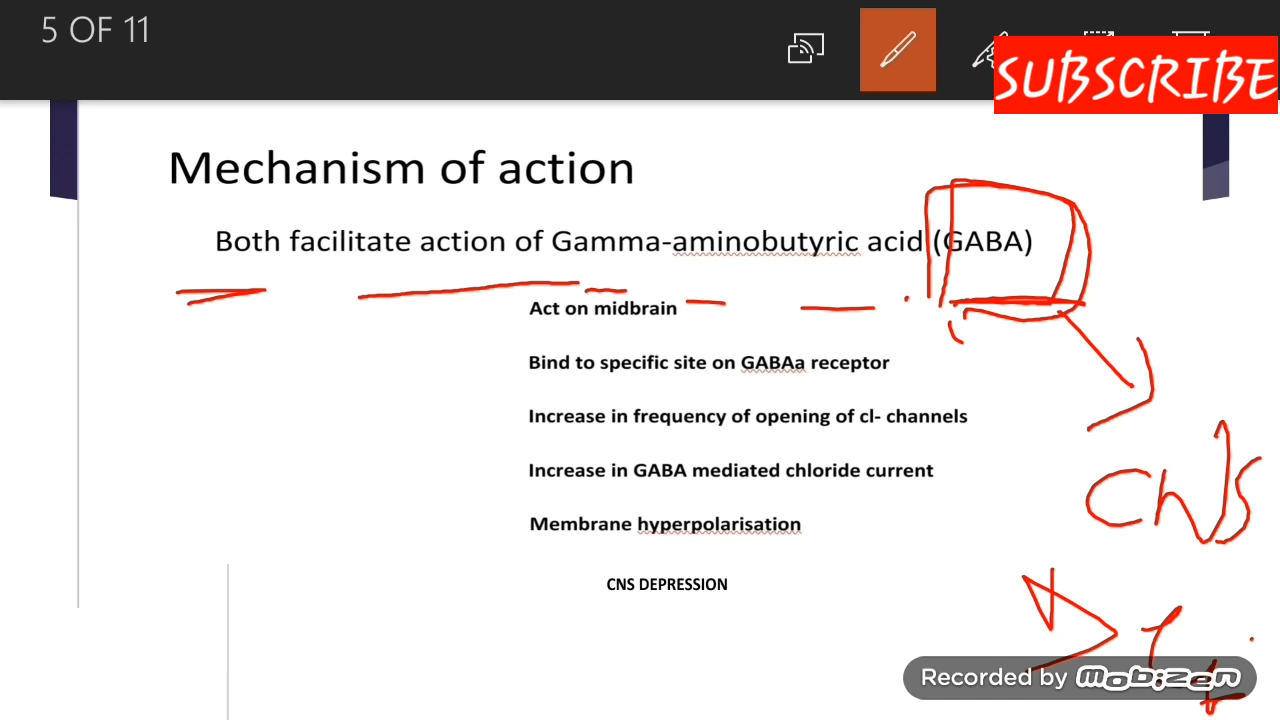 5 OF 11
SUBSCRIBE
Mechanism of action
Both facilitate action of Gamma-aminobutyric acid (GABA)
Act on midbrain
Bind to specific site on GABAa receptor
Increase in frequency of opening of cl- channels
Increase in GABA mediated chloride current
Membrane hyperpolarisation
CNS DEPRESSION
CNS
Recorded by MOBIZEN